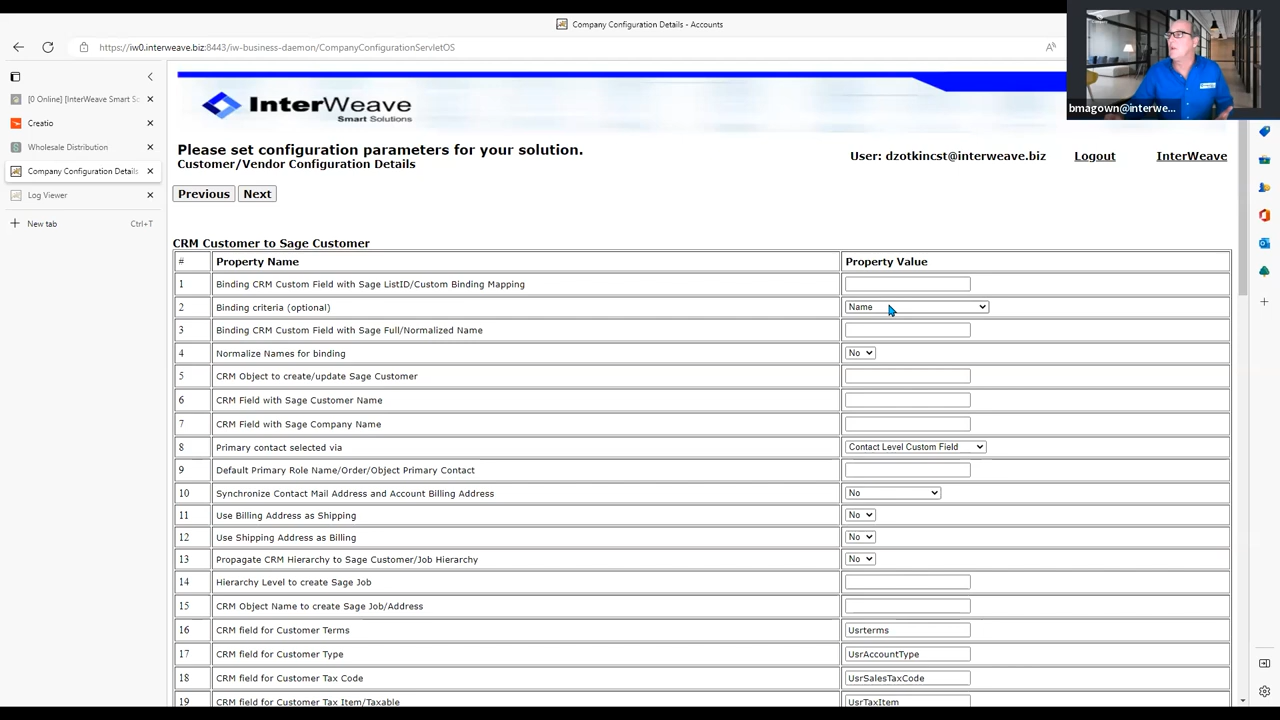 Company Configuration Details - Accounts
https://iw0.interweave.biz:8443/iw-business-daemon/CompanyConfigurationServletOS
A
bmagown@interwe...
[0 Online] [InterWeave Smart So
Creatio
Wholesale Distribution
Company Configuration Details
Log Viewer
New tab Ctrl+T
InterWeave
Smart Solutions
Please set configuration parameters for your solution.
Customer/Vendor Configuration Details
User: dzotkincst@interweave.biz Logout InterWeave
Previous Next
CRM Customer to Sage Customer
# Property Name Property Value
1 Binding CRM Custom Field with Sage ListID/Custom Binding Mapping
2 Binding criteria (optional) Name
3 Binding CRM Custom Field with Sage Full/Normalized Name
4 Normalize Names for binding No
5 CRM Object to create/update Sage Customer
6 CRM Field with Sage Customer Name
7 CRM Field with Sage Company Name
8 Primary contact selected via Contact Level Custom Field
9 Default Primary Role Name/Order/Object Primary Contact
10 Synchronize Contact Mail Address and Account Billing Address No
11 Use Billing Address as Shipping No
12 Use Shipping Address as Billing No
13 Propagate CRM Hierarchy to Sage Customer/Job Hierarchy No
14 Hierarchy Level to create Sage Job
15 CRM Object Name to create Sage Job/Address
16 CRM field for Customer Terms Usrterms
17 CRM field for Customer Type UsrAccountType
18 CRM field for Customer Tax Code UsrSalesTaxCode
19 CRM field for Customer Tax Item/Taxable UsrTaxItem